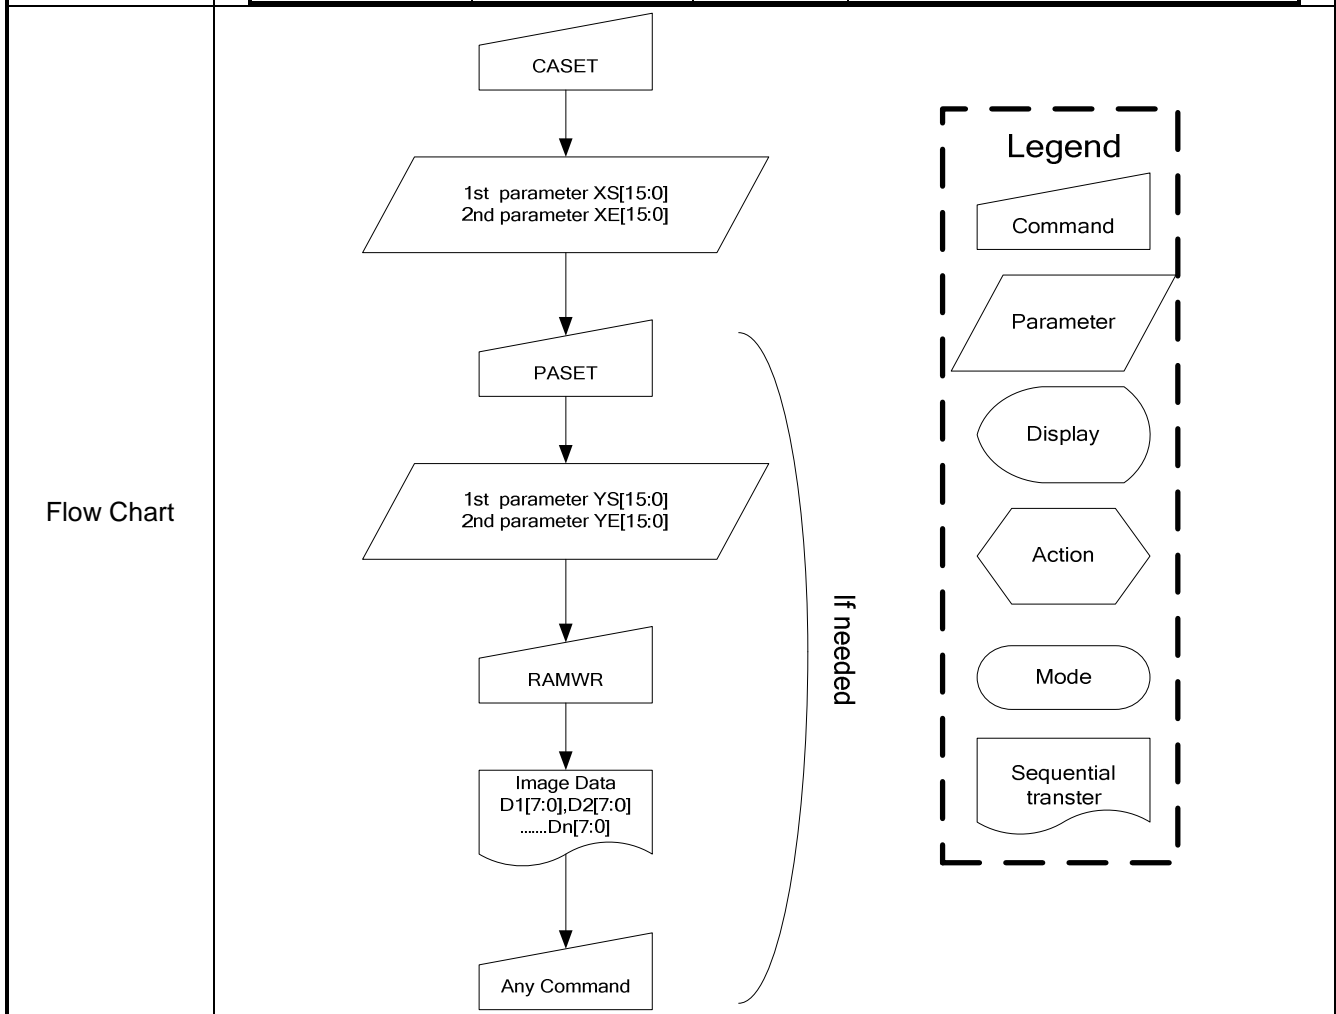 Flow Chart
CASET
1st parameter XS[15:0]
2nd parameter XE[15:0]
PASET
1st parameter YS[15:0]
2nd parameter YE[15:0]
RAMWR
Image Data
D1[7:0],D2[7:0]
.......Dn[7:0]
Any Command
If needed
Legend
Command
Parameter
Display
Action
Mode
Sequential
transter